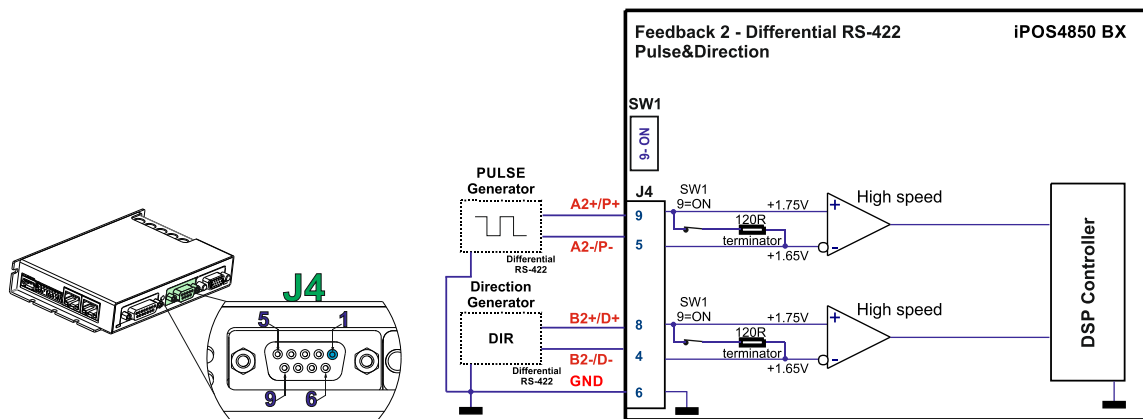 Feedback 2 - Differential RS-422
Pulse&Direction
iPOS4850 BX
SW1
9- ON
PULSE
Generator
Differential
RS-422
Direction
Generator
DIR
Differential
RS-422
A2+/P+
A2-/P-
B2+/D+
B2-/D-
GND
J4
9
5
8
4
6
SW1
9=ON
+1.75V
120R
terminator
+1.65V
+
-
High speed
SW1
9=ON
+1.75V
120R
terminator
+1.65V
+
-
High speed
DSP Controller
J4
5
1
9
6